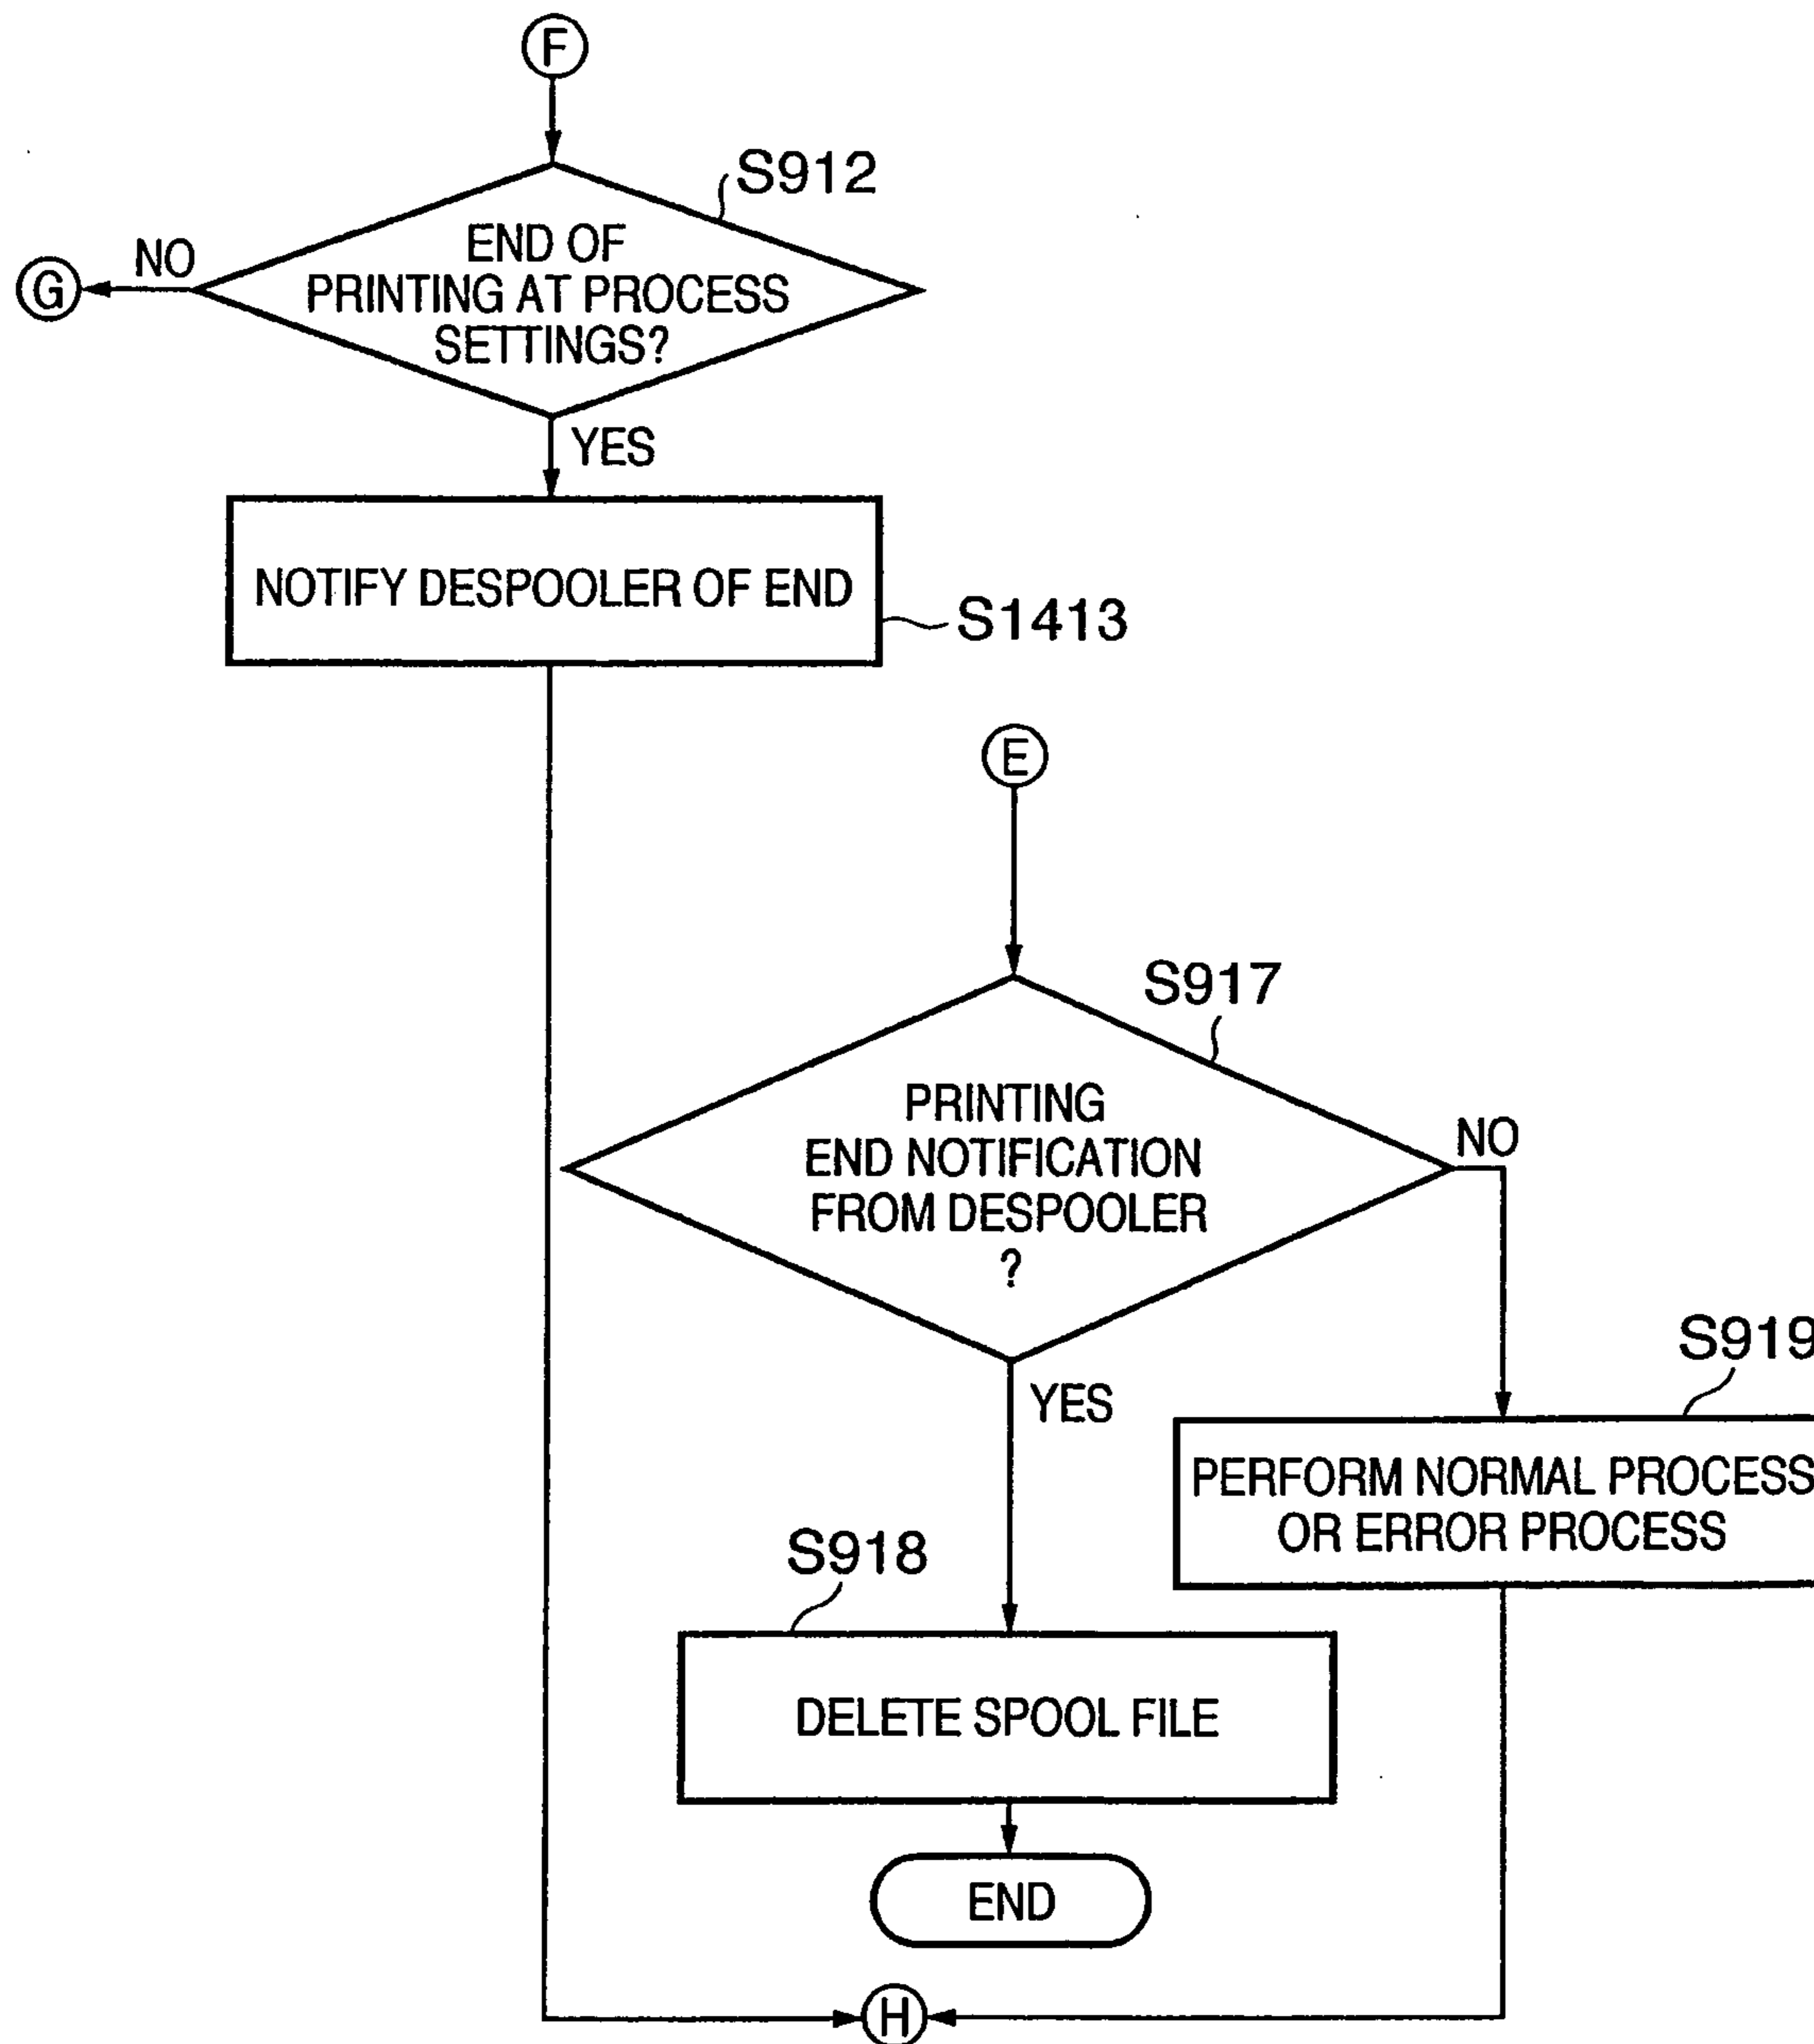 F
S912
END OF
PRINTING AT PROCESS
SETTINGS?
NO
G
YES
NOTIFY DESPOOLER OF END
S1413
E
S917
PRINTING
END NOTIFICATION
FROM DESPOOLER
?
NO
YES
S919
PERFORM NORMAL PROCESS
OR ERROR PROCESS
S918
DELETE SPOOL FILE
END
H